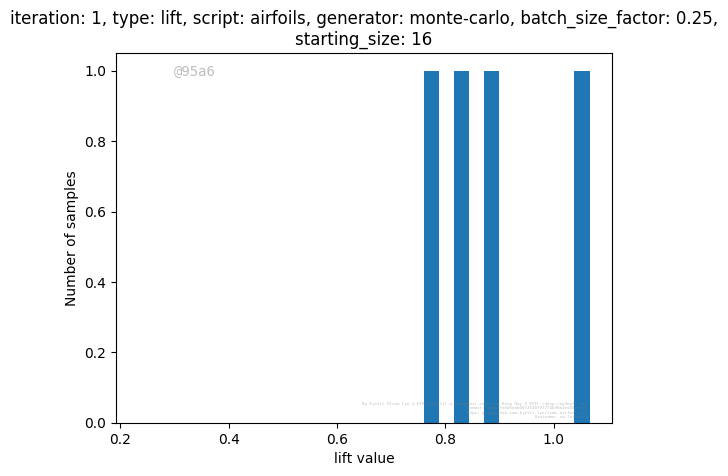 iteration: 1, type: lift, script: airfoils, generator: monte-carlo, batch_size_factor: 0.25,
starting_size: 16
@95a6
1.0
0.8
0.6
0.4
0.2
0.0
Number of samples
0.2 0.4 0.6 0.8 1.0
lift value